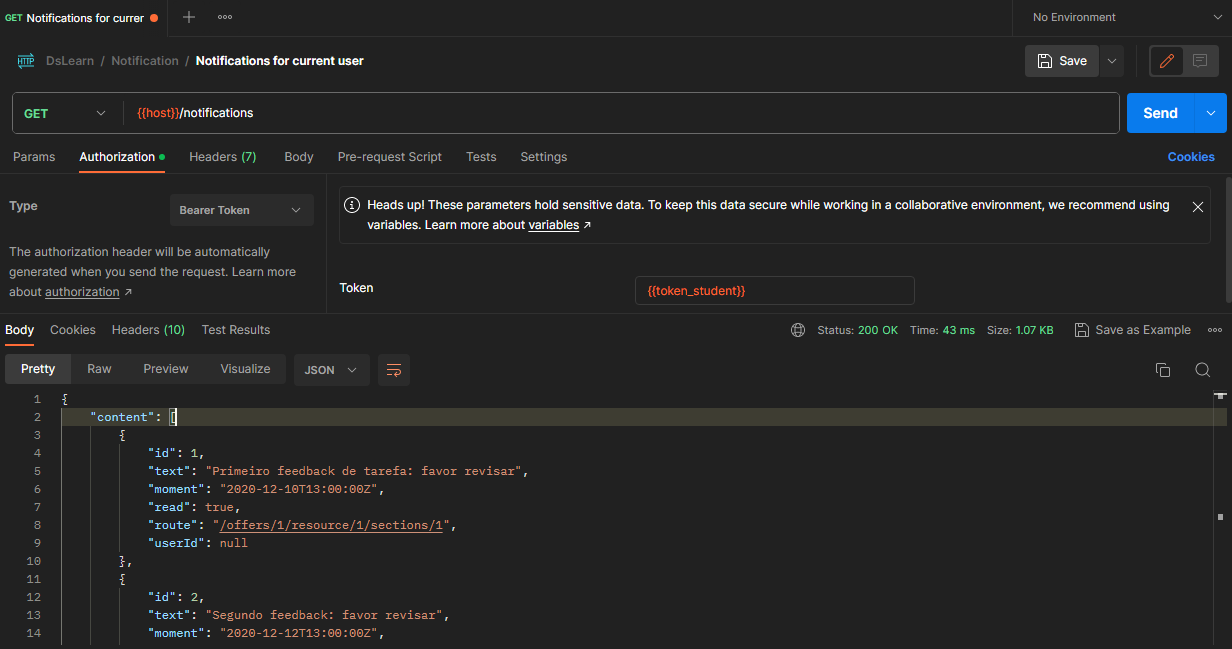 GET Notifications for currer
No Environment
HTTP DsLearn / Notification / Notifications for current user
Save
GET {{host}}/notifications
Send
Params Authorization Headers (7) Body Pre-request Script Tests Settings
Cookies
Type
Bearer Token
The authorization header will be automatically
generated when you send the request. Learn more
about authorization ↗
Heads up! These parameters hold sensitive data. To keep this data secure while working in a collaborative environment, we recommend using
variables. Learn more about variables ↗
Token
{{token_student}}
Body Cookies Headers (10) Test Results
Status: 200 OK Time: 43 ms Size: 1.07 KB
Save as Example
Pretty Raw Preview Visualize JSON
1 {
2 "content": [
3 {
4 "id": 1,
5 "text": "Primeiro feedback de tarefa: favor revisar",
6 "moment": "2020-12-10T13:00:00Z",
7 "read": true,
8 "route": "/offers/1/resource/1/sections/1",
9 "userId": null
10 },
11 {
12 "id": 2,
13 "text": "Segundo feedback: favor revisar",
14 "moment": "2020-12-12T13:00:00Z",